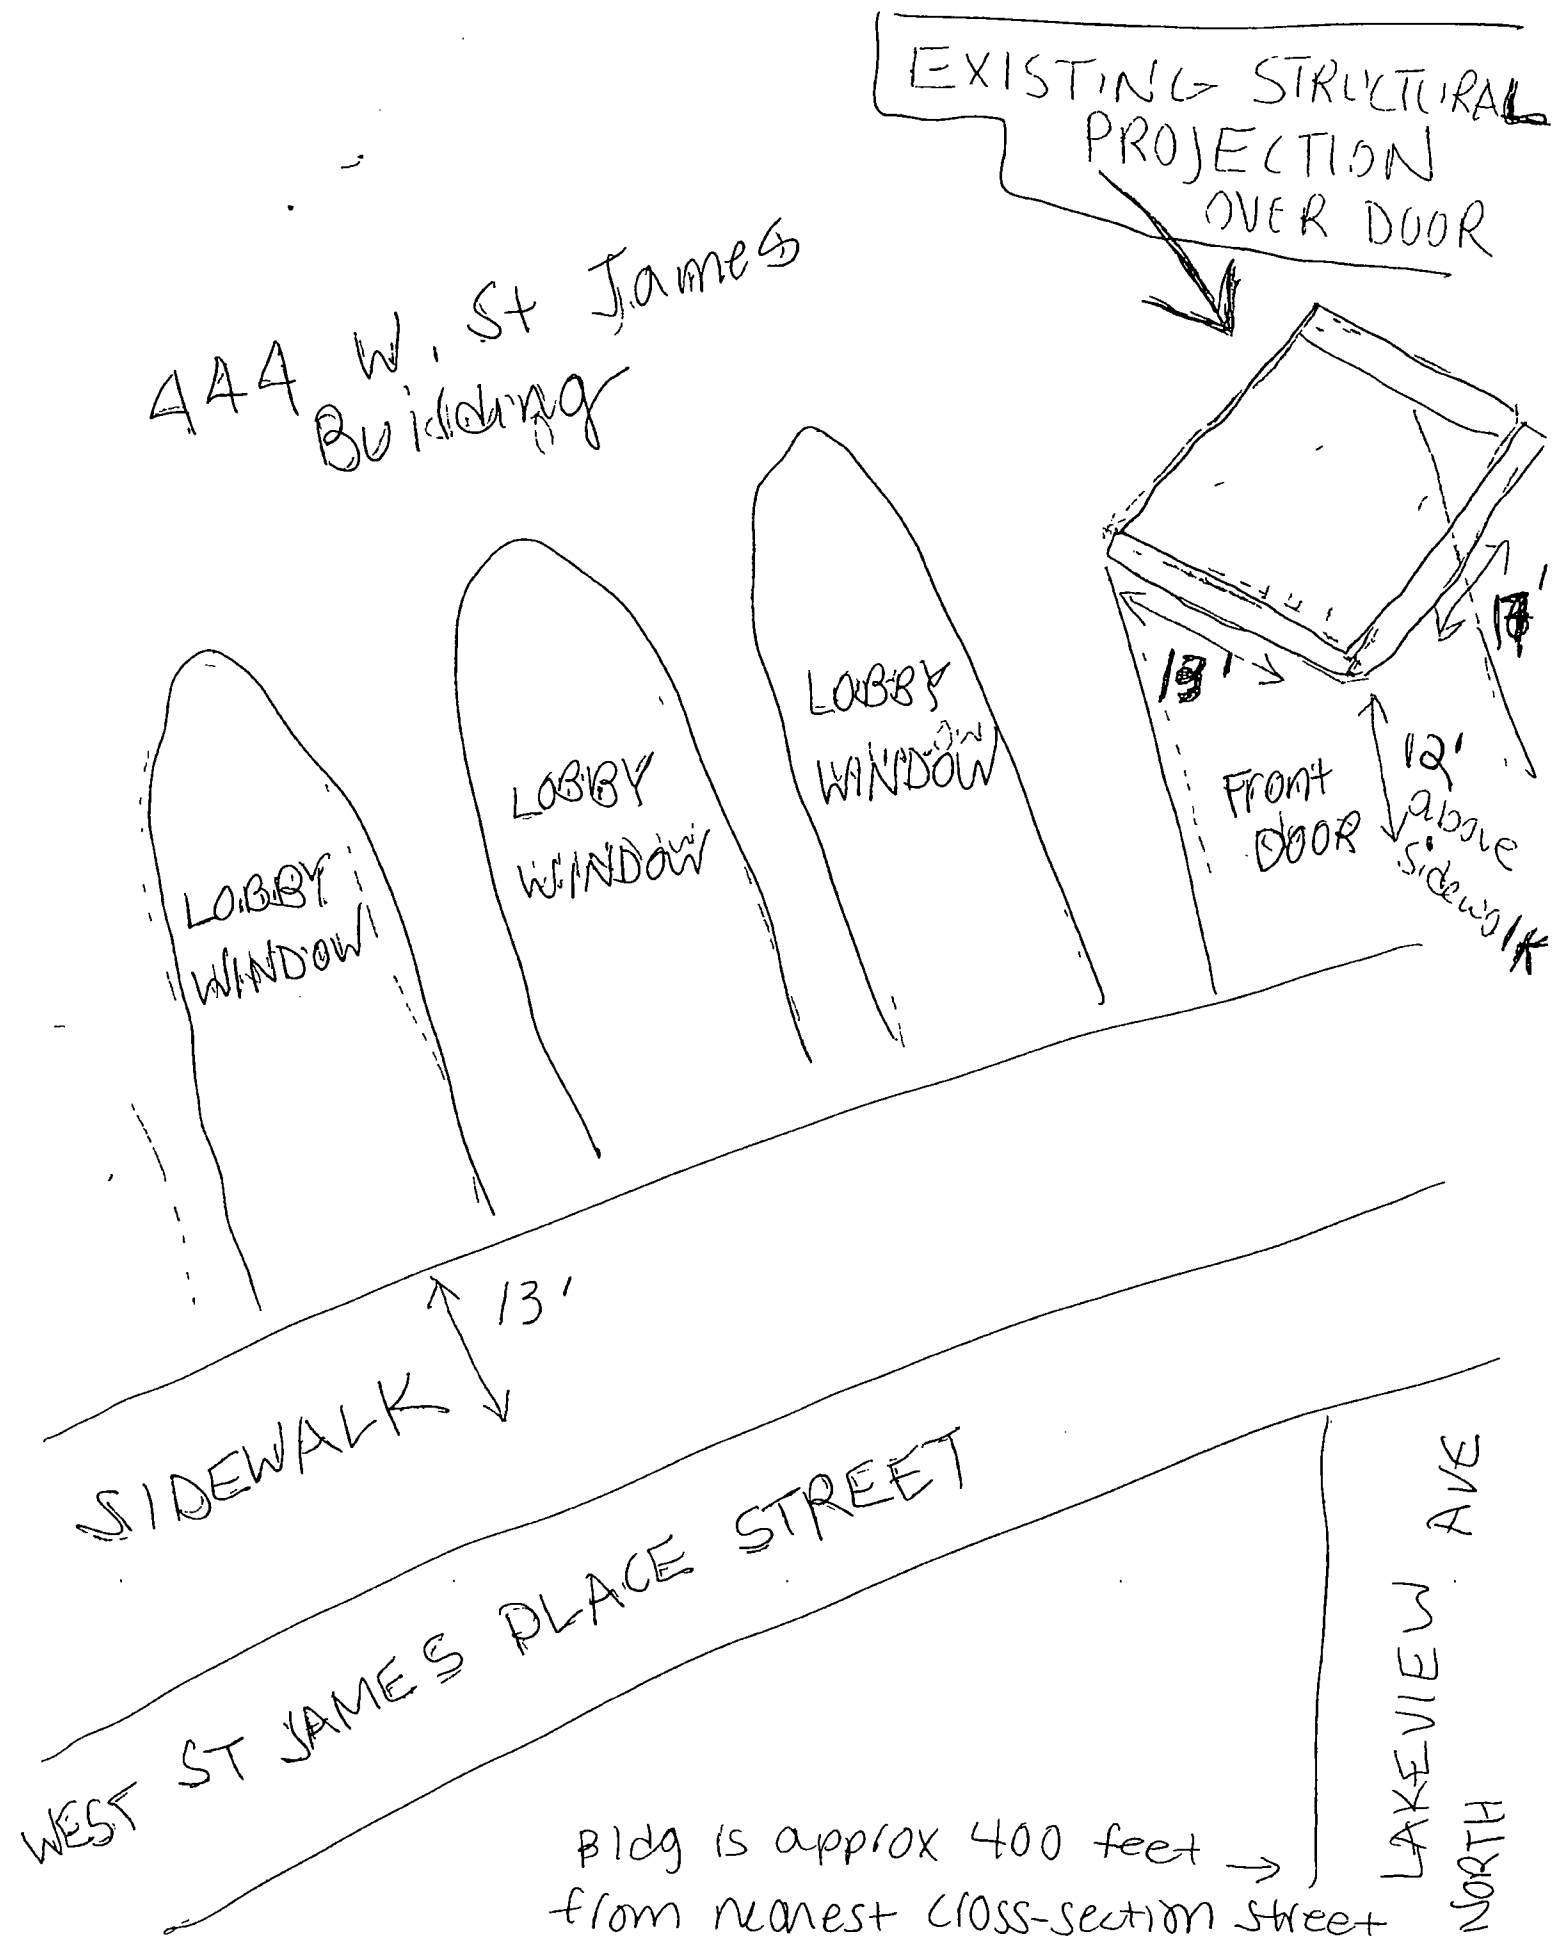 EXISTING STRUCTURAL
PROJECTION
OVER DOOR
444 W. St James
Building
LOBBY
WINDOW
LOBBY
WINDOW
LOBBY
WINDOW
Front
DOOR
12'
above
sidewalk
13'
SIDEWALK
WEST ST JAMES PLACE STREET
LAKEVIEW AVE
NORTH
Bldg is approx 400 feet →
from nearest cross-section street